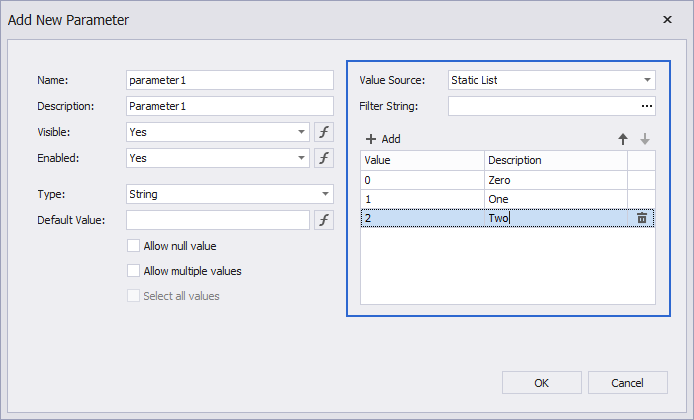 Add New Parameter
Name: parameter1
Description: Parameter1
Visible: Yes
Enabled: Yes
Type: String
Default Value:
Allow null value
Allow multiple values
Select all values
Value Source: Static List
Filter String:
Add
Value Description
0 Zero
1 One
2 Two
OK Cancel